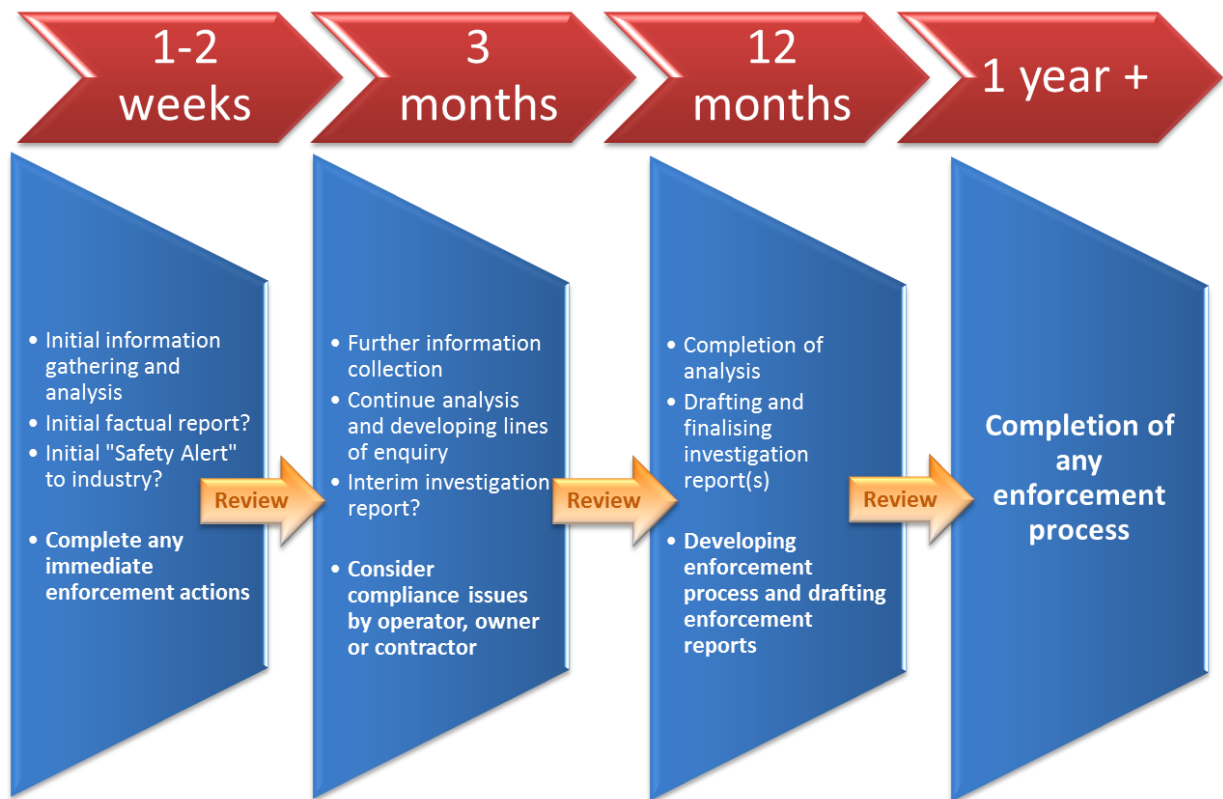 1-2
weeks
3
months
12
months
1 year +
• Initial information
gathering and
analysis
• Initial factual report?
• Initial "Safety Alert"
to industry?
• Complete any
immediate
enforcement actions
Review
• Further information
collection
• Continue analysis
and developing lines
of enquiry
• Interim investigation
report?
• Consider
compliance issues
by operator, owner
or contractor
Review
• Completion of
analysis
• Drafting and
finalising
investigation
report(s)
• Developing
enforcement
process and drafting
enforcement
reports
Review
Completion of
any
enforcement
process